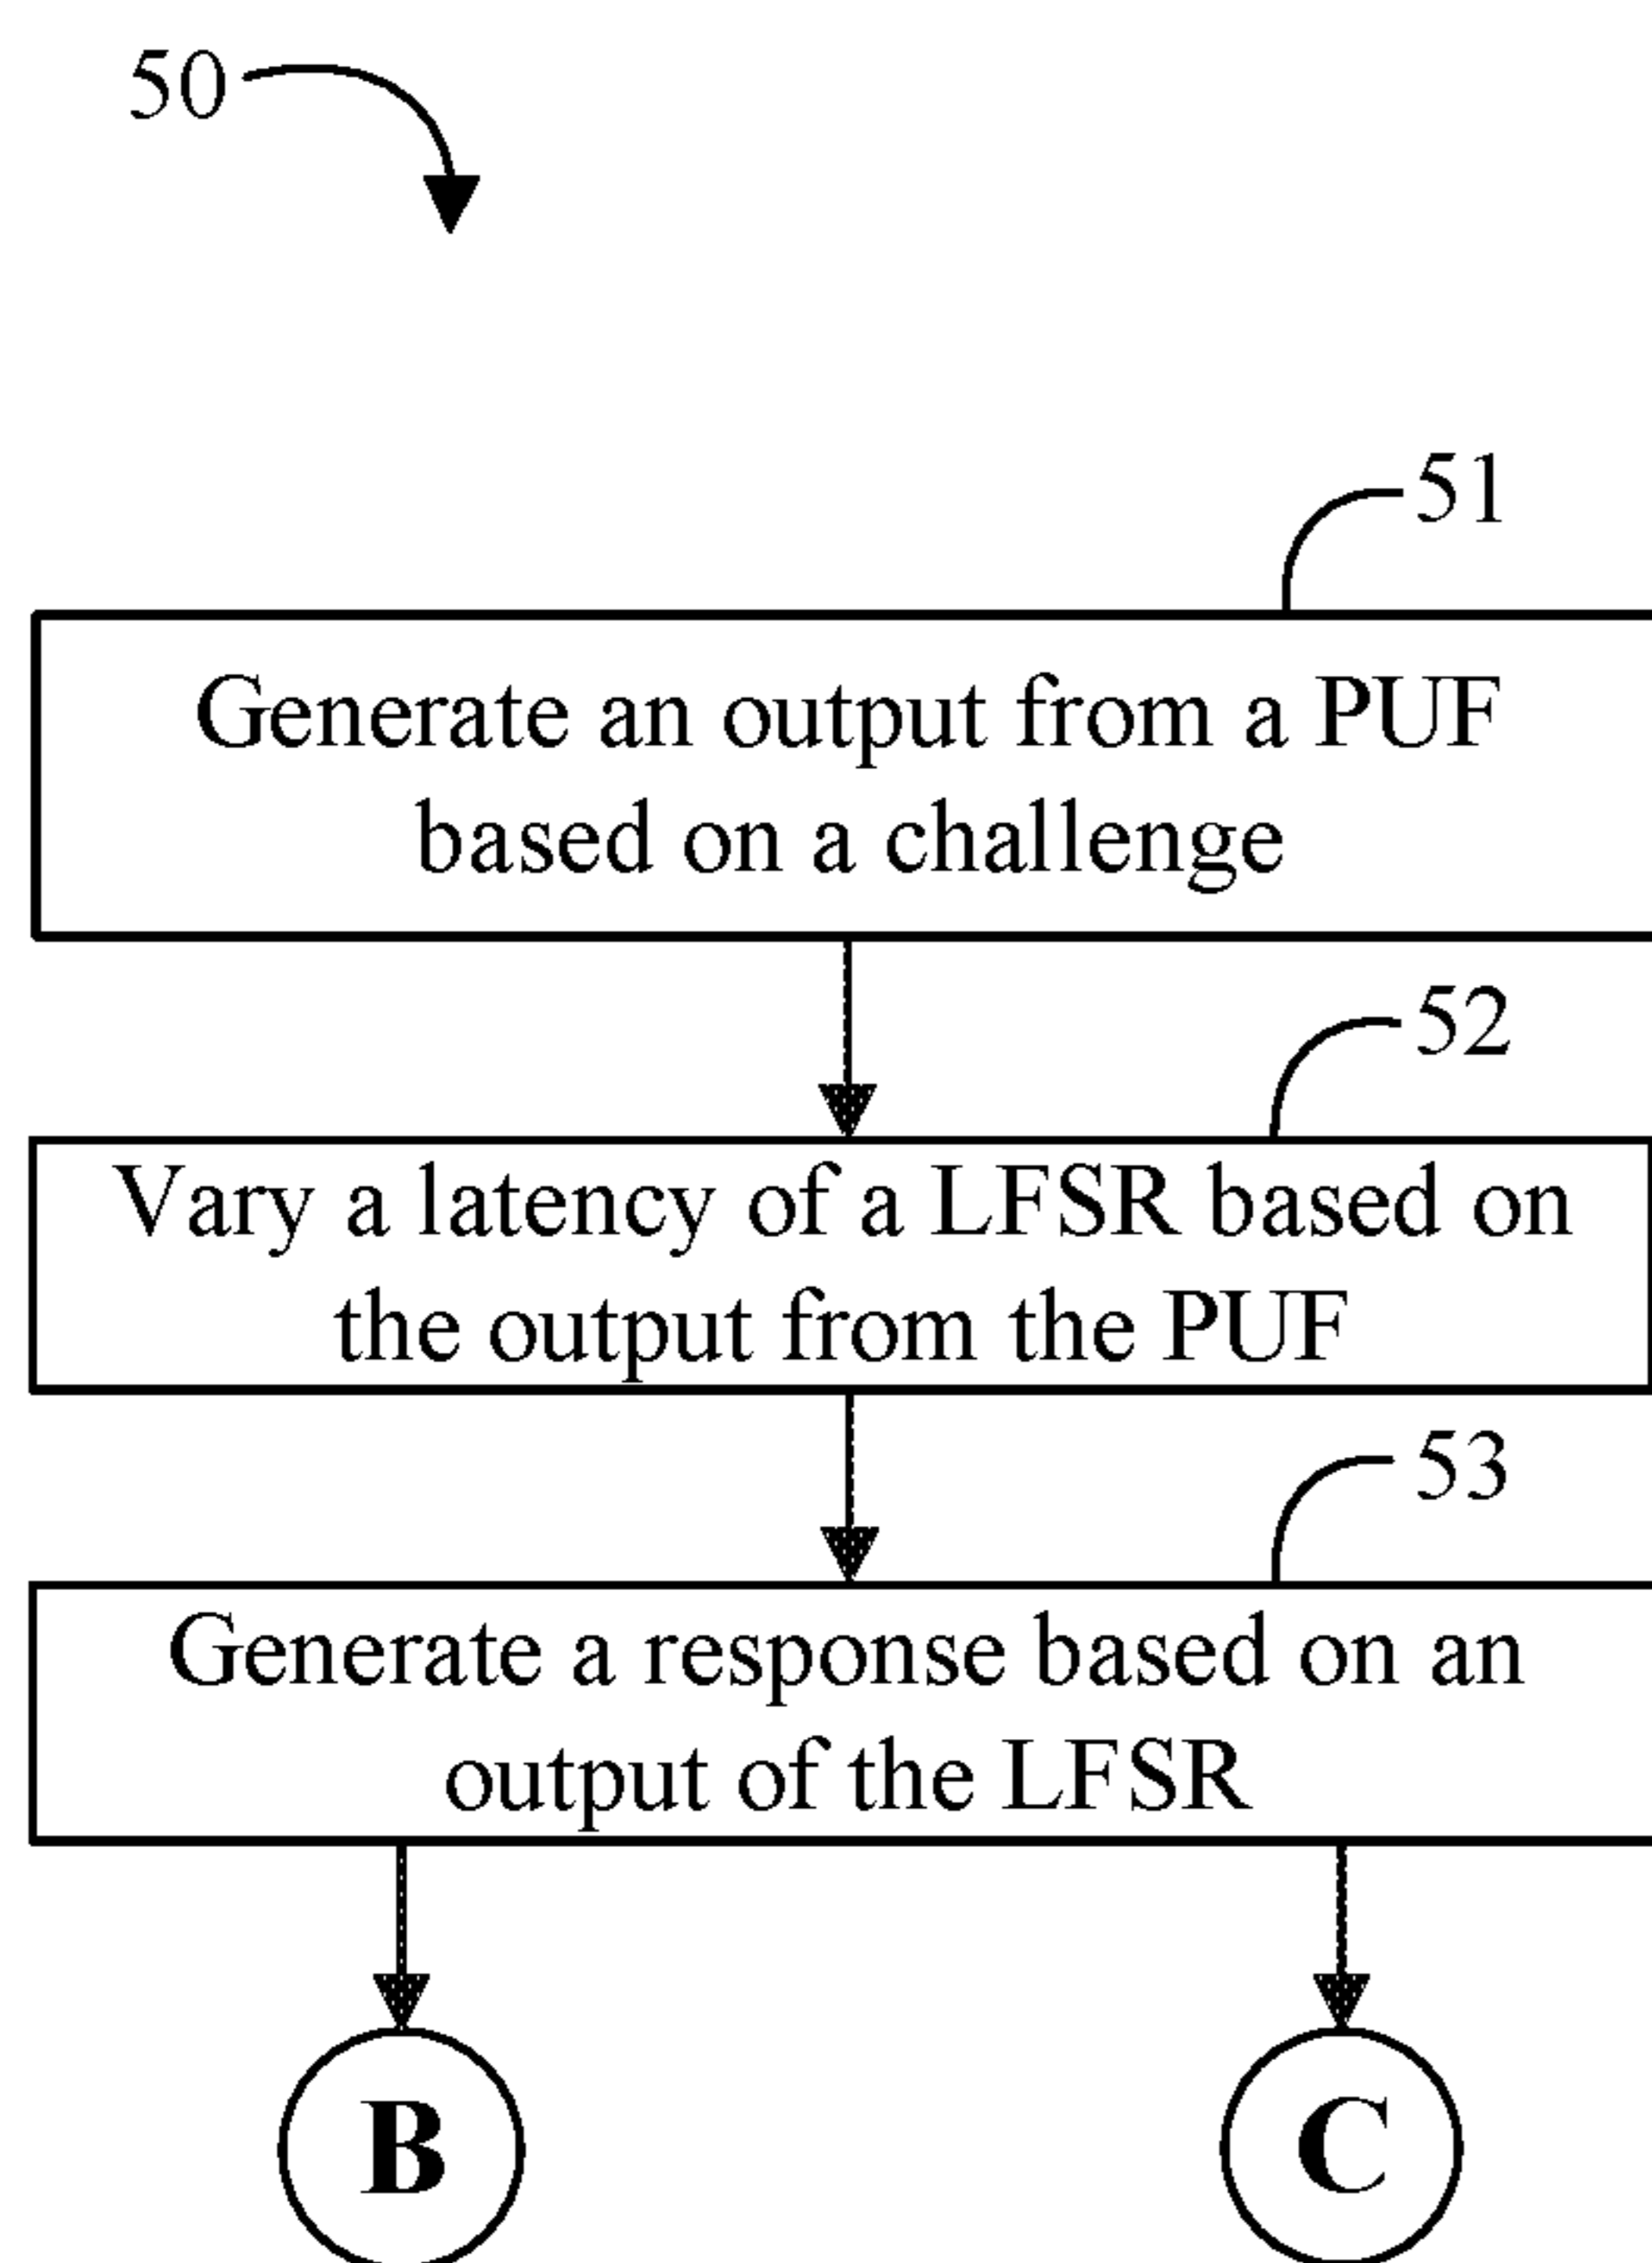 50
51
Generate an output from a PUF
based on a challenge
52
Vary a latency of a LFSR based on
the output from the PUF
53
Generate a response based on an
output of the LFSR
B
C